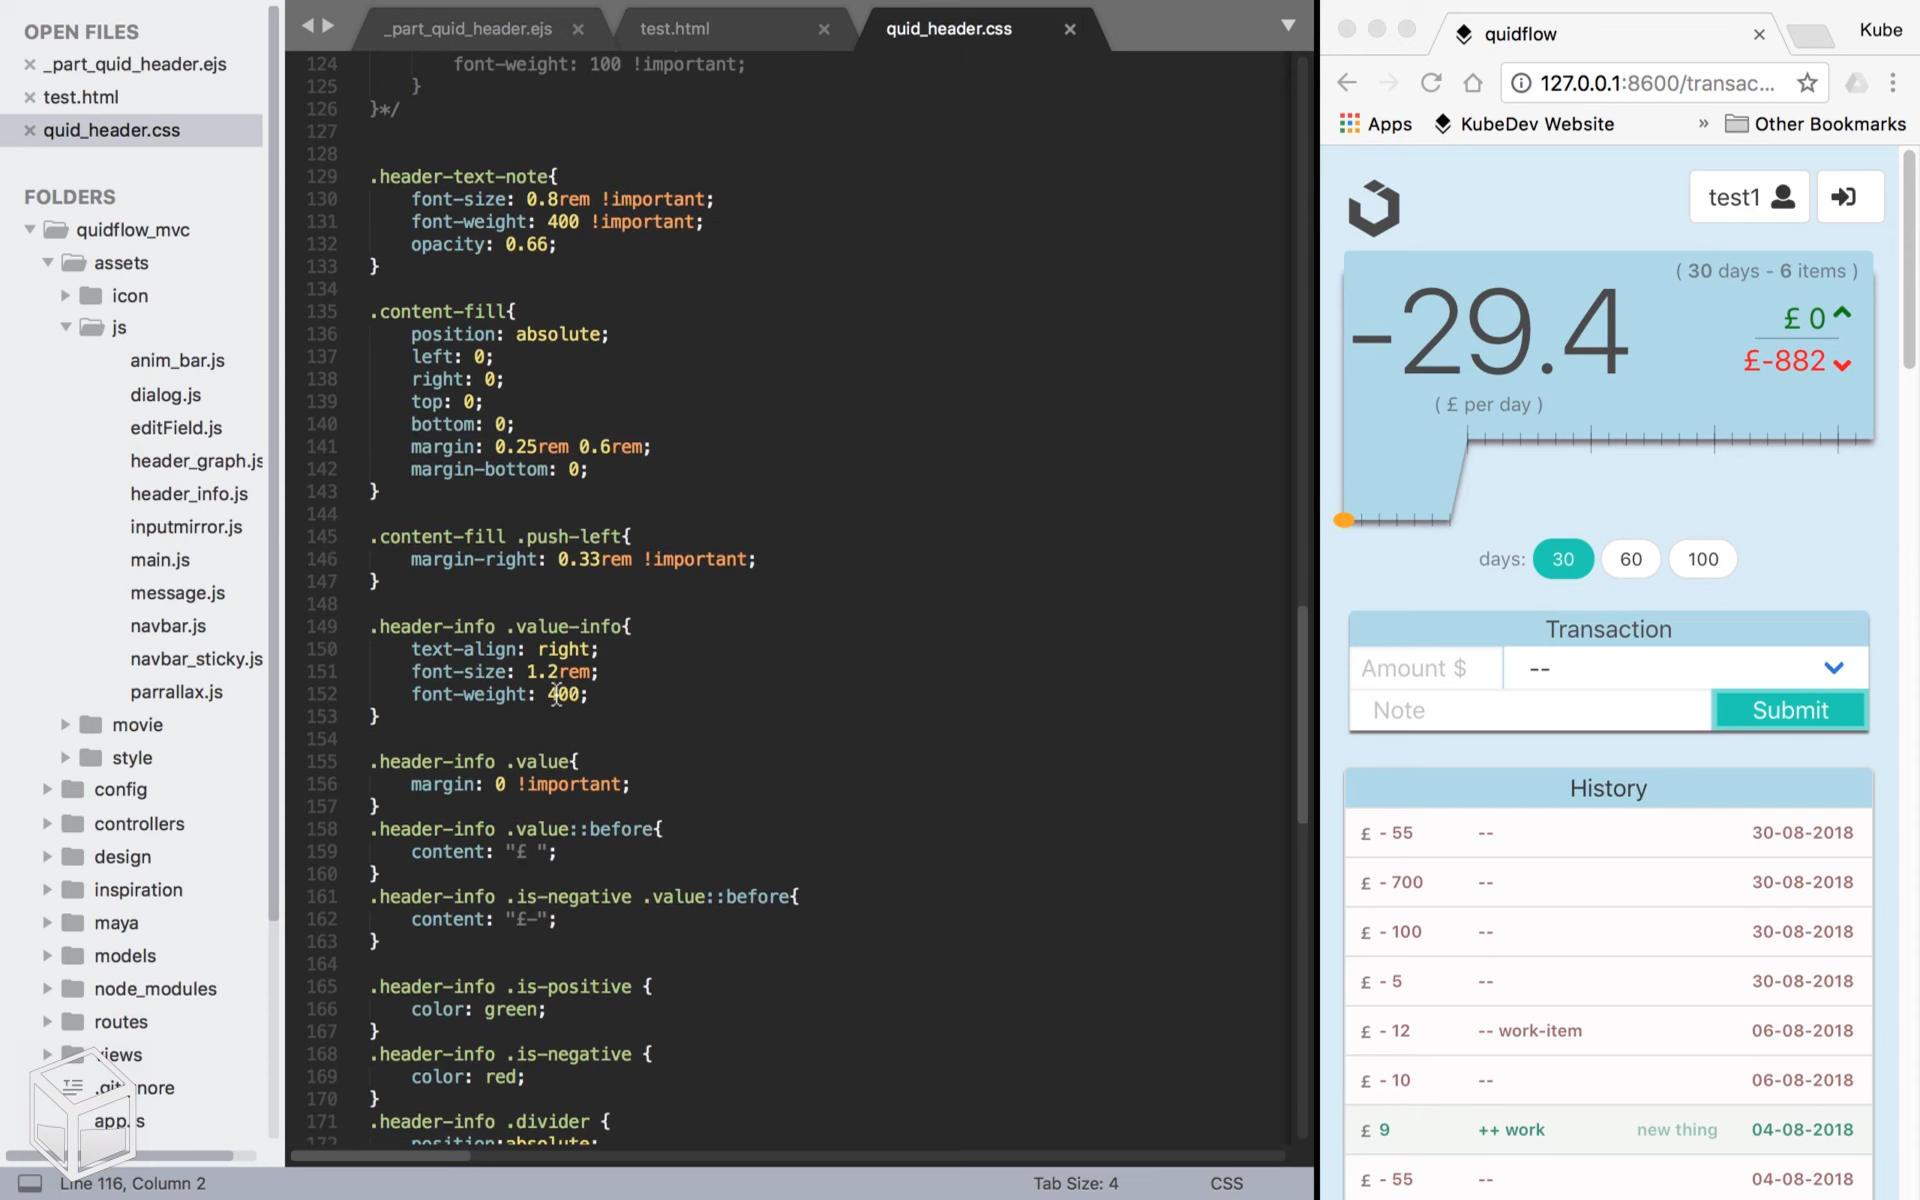 OPEN FILES
_part_quid_header.ejs
test.html
quid_header.css
FOLDERS
quidflow_mvc
assets
icon
js
anim_bar.js
dialog.js
editField.js
header_graph.js
header_info.js
inputmirror.js
main.js
message.js
navbar.js
navbar_sticky.js
parrallax.js
movie
style
config
controllers
design
inspiration
maya
models
node_modules
routes
views
Line 116, Column 2
_part_quid_header.ejs
test.html
quid_header.css
124 font-weight: 100 !important;
125 }
126 }*/
127
128
129 .header-text-note{
130 font-size: 0.8rem !important;
131 font-weight: 400 !important;
132 opacity: 0.66;
133 }
134
135 .content-fill{
136 position: absolute;
137 left: 0;
138 right: 0;
139 top: 0;
140 bottom: 0;
141 margin: 0.25rem 0.6rem;
142 margin-bottom: 0;
143 }
144
145 .content-fill .push-left{
146 margin-right: 0.33rem !important;
147 }
148
149 .header-info .value-info{
150 text-align: right;
151 font-size: 1.2rem;
152 font-weight: 400;
153 }
154
155 .header-info .value{
156 margin: 0 !important;
157 }
158 .header-info .value::before{
159 content: "£ ";
160 }
161 .header-info .is-negative .value::before{
162 content: "£-";
163 }
164
165 .header-info .is-positive {
166 color: green;
167 }
168 .header-info .is-negative {
169 color: red;
170 }
171 .header-info .divider {
172 position:absolute;
Tab Size: 4
CSS
quidflow
Kube
127.0.0.1:8600/transac...
Apps
KubeDev Website
»
Other Bookmarks
test1
( 30 days - 6 items )
-29.4
£ 0
£-882
( £ per day )
days: 30 60 100
Transaction
Amount $ --
Note Submit
History
£ - 55 -- 30-08-2018
£ - 700 -- 30-08-2018
£ - 100 -- 30-08-2018
£ - 5 -- 30-08-2018
£ - 12 -- work-item 06-08-2018
£ - 10 -- 06-08-2018
£ 9 ++ work new thing 04-08-2018
£ - 55 -- 04-08-2018